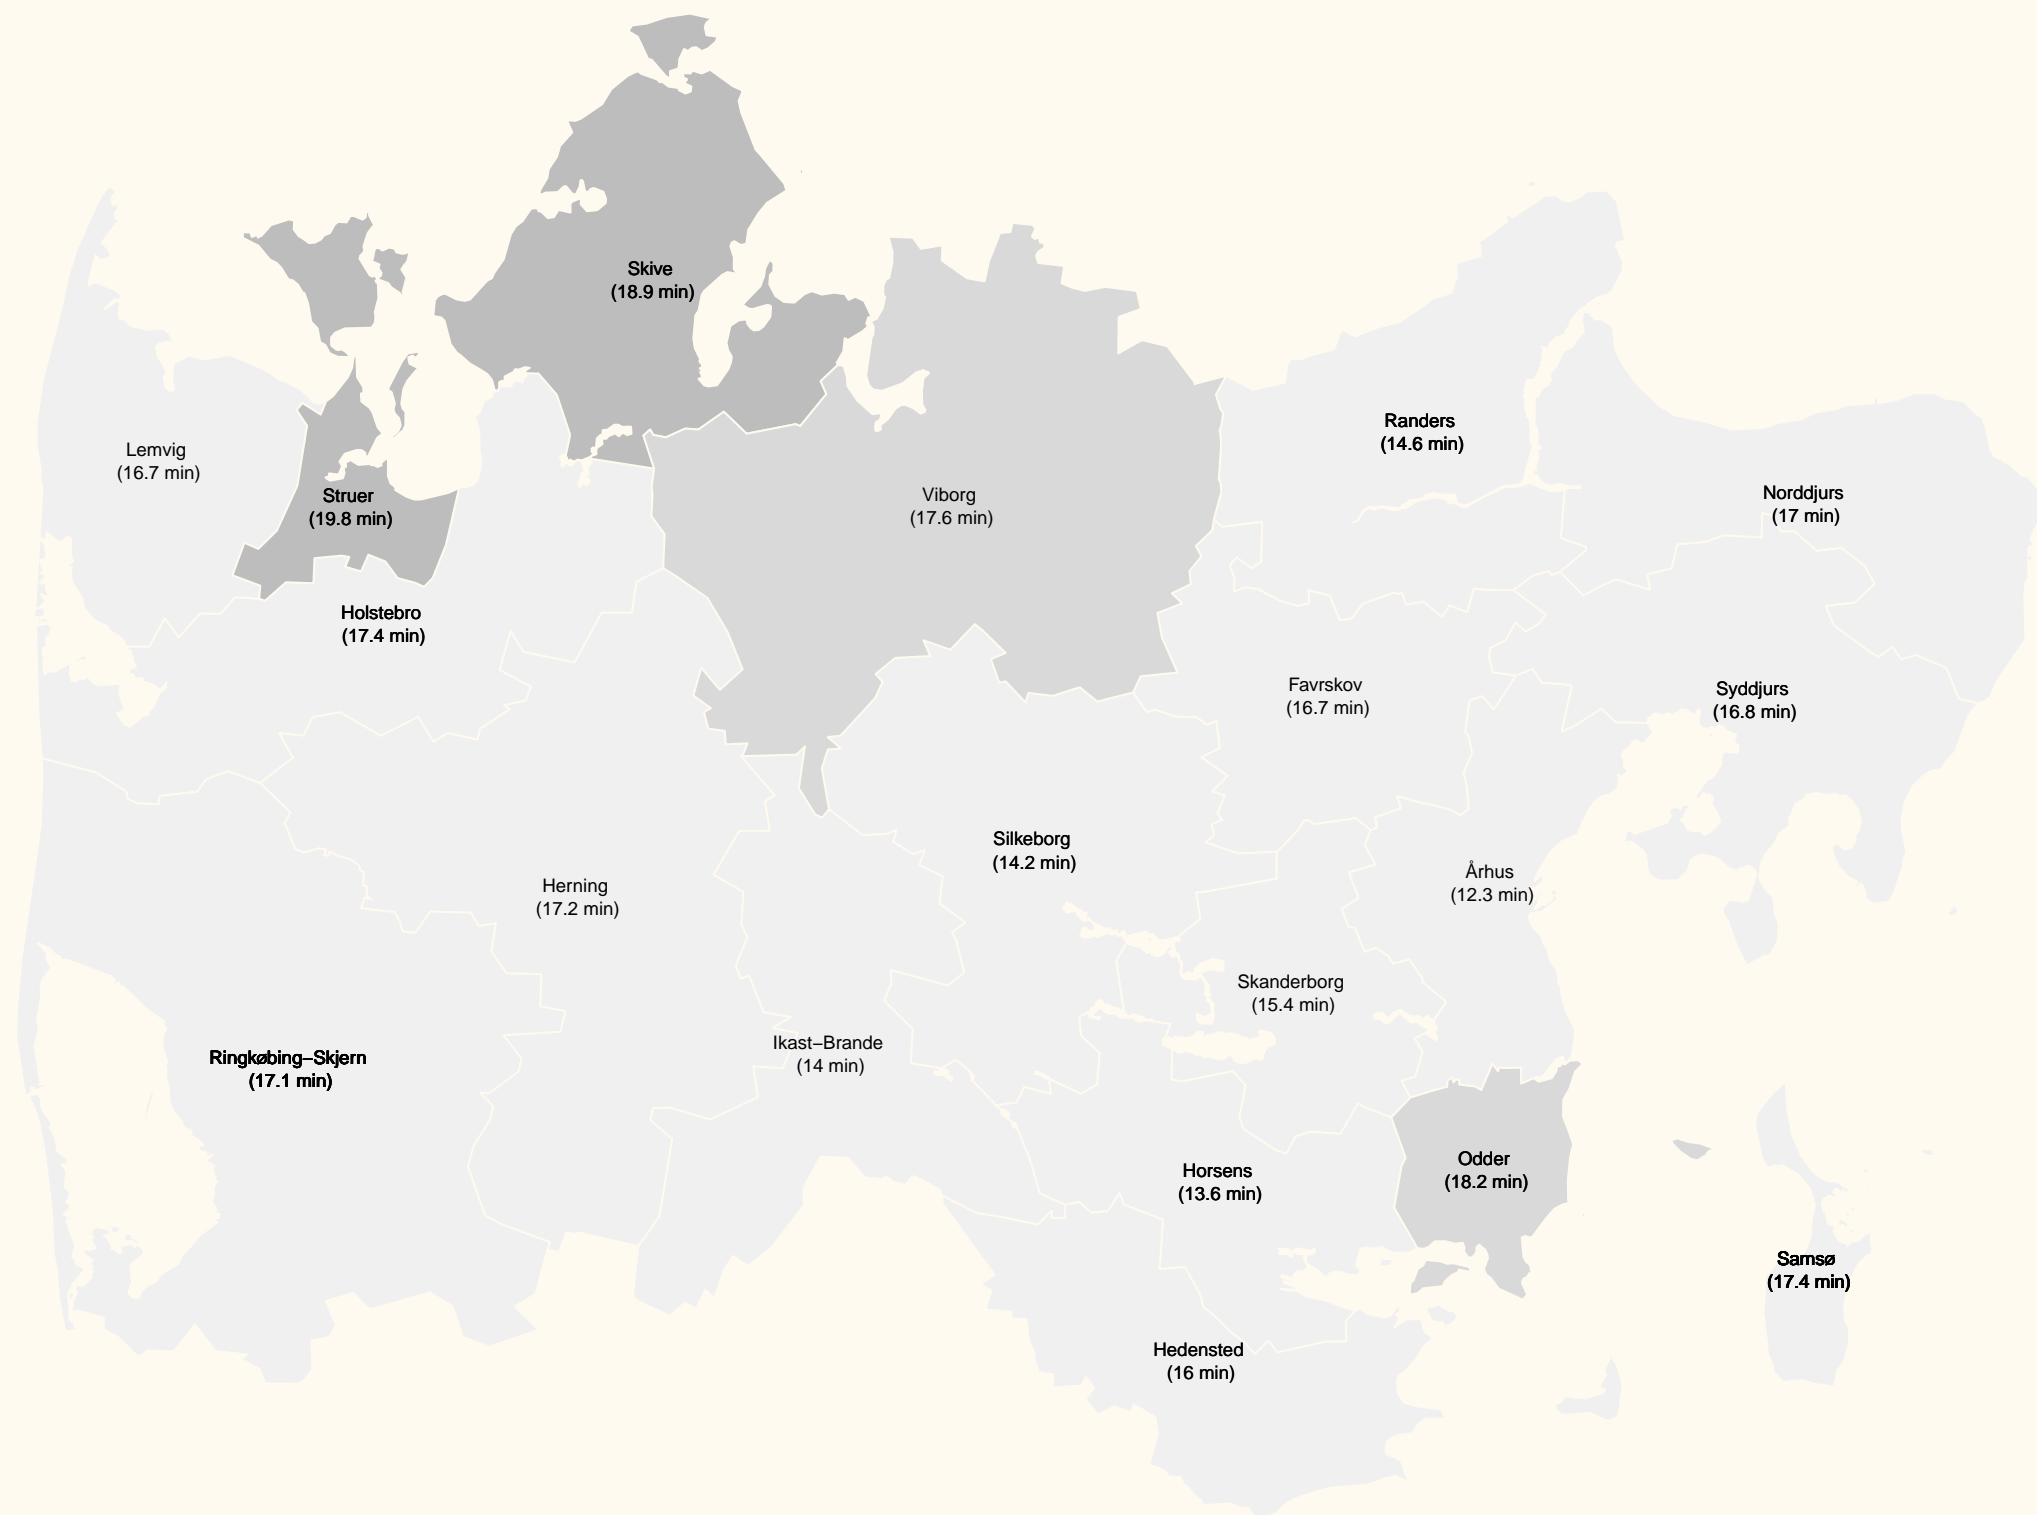 Skive
(18.9 min)
Lemvig
(16.7 min)
Struer
(19.8 min)
Viborg
(17.6 min)
Randers
(14.6 min)
Norddjurs
(17 min)
Holstebro
(17.4 min)
Favrskov
(16.7 min)
Syddjurs
(16.8 min)
Silkeborg
(14.2 min)
Herning
(17.2 min)
Århus
(12.3 min)
Skanderborg
(15.4 min)
Ikast–Brande
(14 min)
Ringkøbing–Skjern
(17.1 min)
Horsens
(13.6 min)
Odder
(18.2 min)
Samsø
(17.4 min)
Hedensted
(16 min)